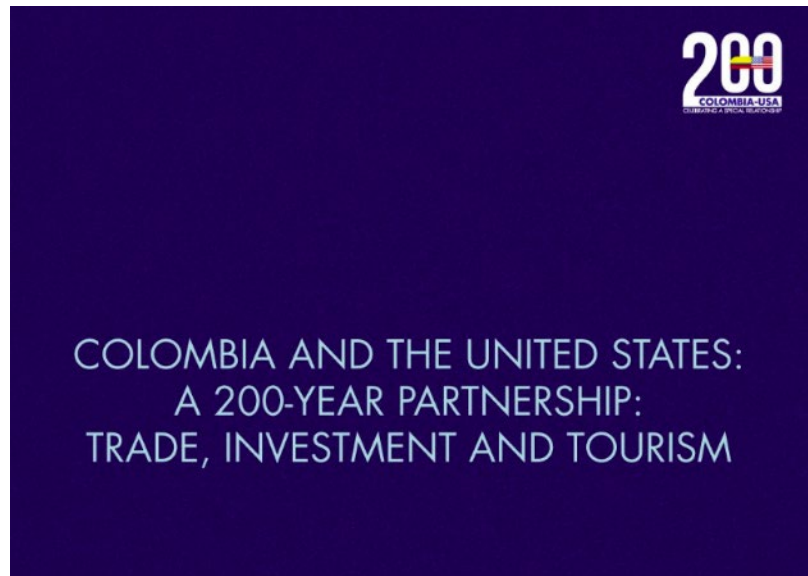 200
COLOMBIA-USA
CELEBRATING A SPECIAL RELATIONSHIP
COLOMBIA AND THE UNITED STATES:
A 200-YEAR PARTNERSHIP:
TRADE, INVESTMENT AND TOURISM